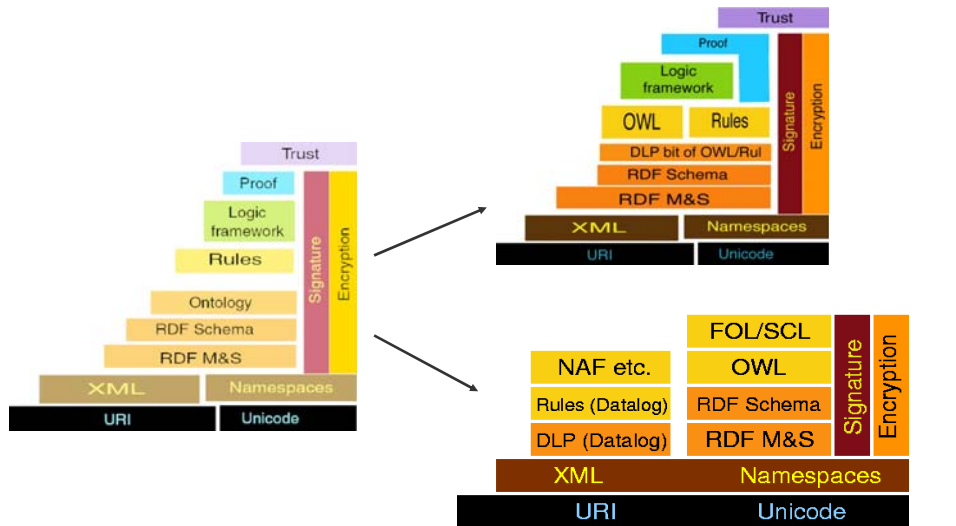 Trust
Proof
Logic
framework
Rules
Ontology
RDF Schema
RDF M&S
Signature
Encryption
XML
Namespaces
URI
Unicode
Trust
Proof
Logic
framework
OWL
Rules
DLP bit of OWL/Rul
RDF Schema
RDF M&S
Signature
Encryption
XML
Namespaces
URI
Unicode
FOL/SCL
NAF etc.
OWL
Rules (Datalog)
RDF Schema
DLP (Datalog)
RDF M&S
Signature
Encryption
XML
Namespaces
URI
Unicode